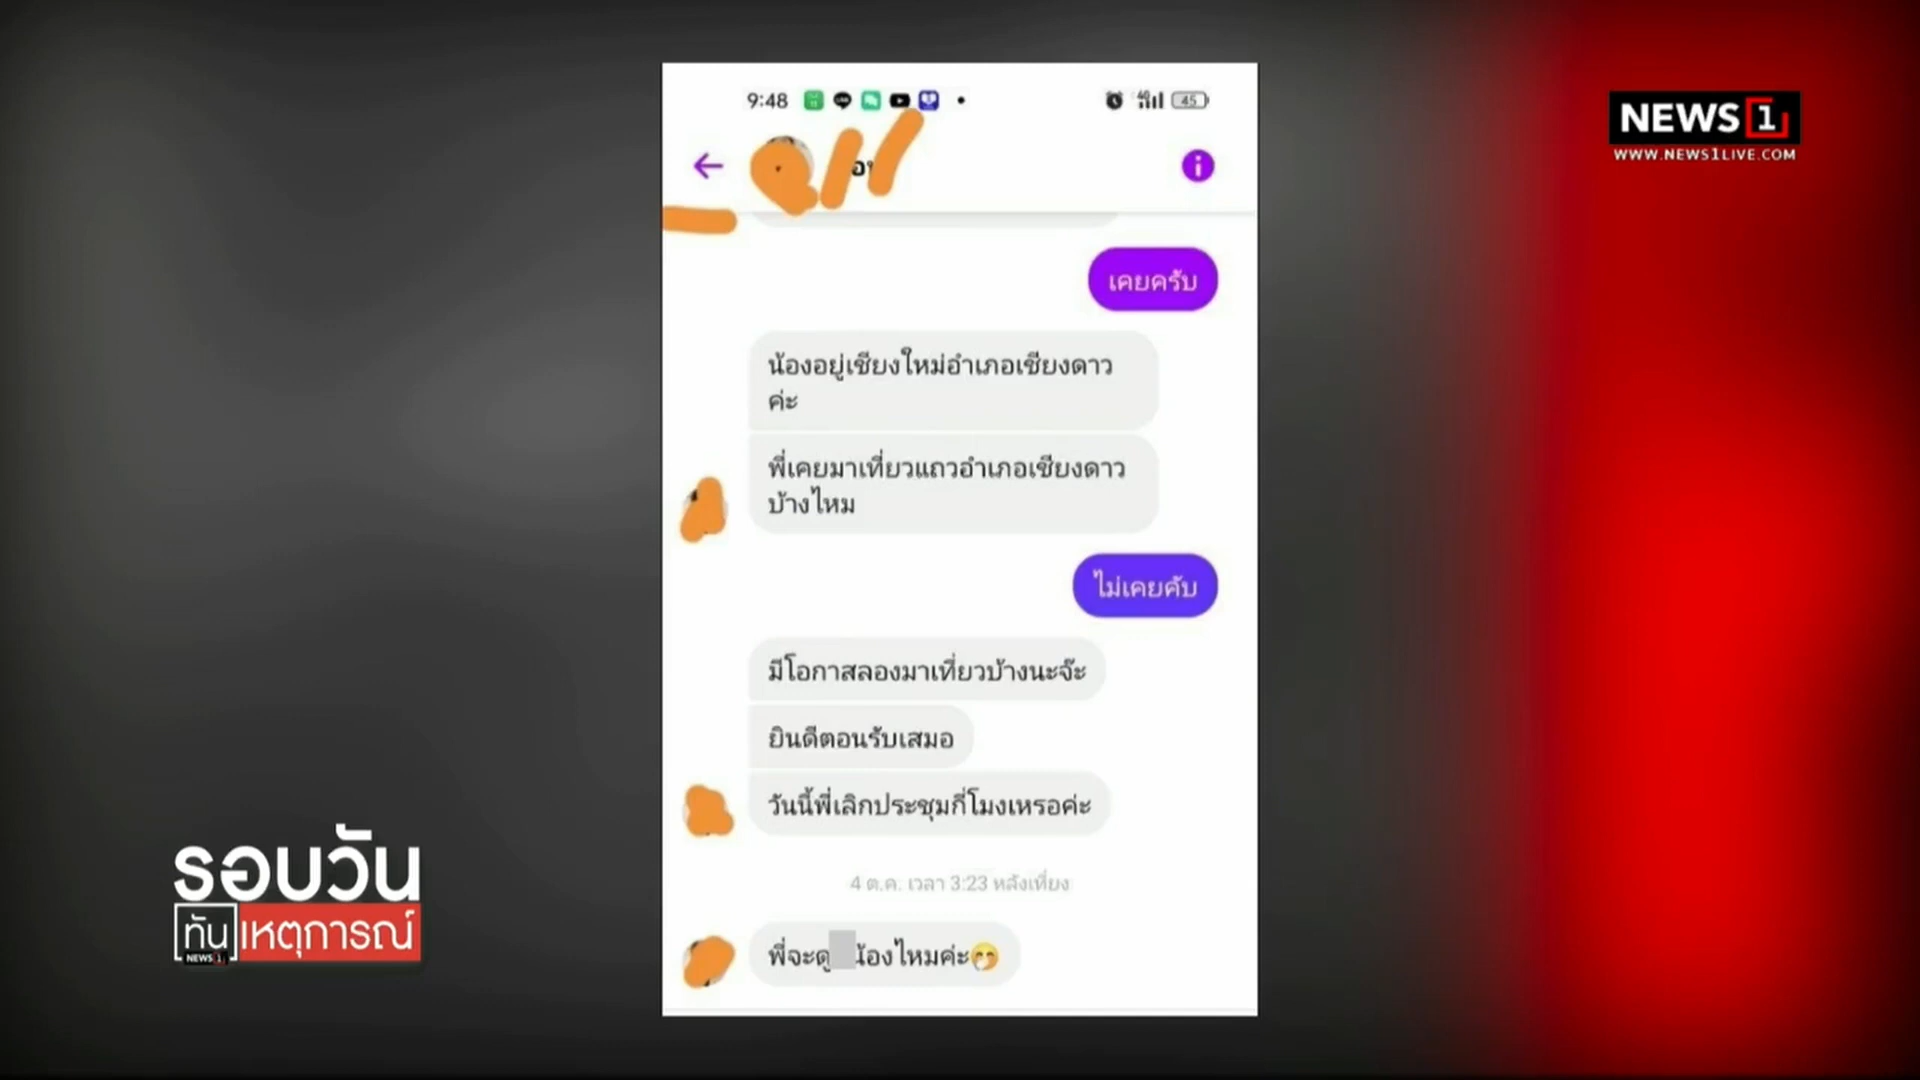 9:48
4G
45
NEWS 1
WWW.NEWS1LIVE.COM
เคยครับ
น้องอยู่เชียงใหม่อำเภอเชียงดาว
ค่ะ
พี่เคยมาเที่ยวแถวอำเภอเชียงดาว
บ้างไหม
ไม่เคยคับ
มีโอกาสลองมาเที่ยวบ้างนะจ๊ะ
ยินดีตอนรับเสมอ
วันนี้พี่เลิกประชุมกี่โมงเหรอค่ะ
4 ต.ค. เวลา 3:23 หลังเที่ยง
พี่จะดู น้องไหมค่ะ🤭
รอบวัน
ทันเหตุการณ์
NEWS 1